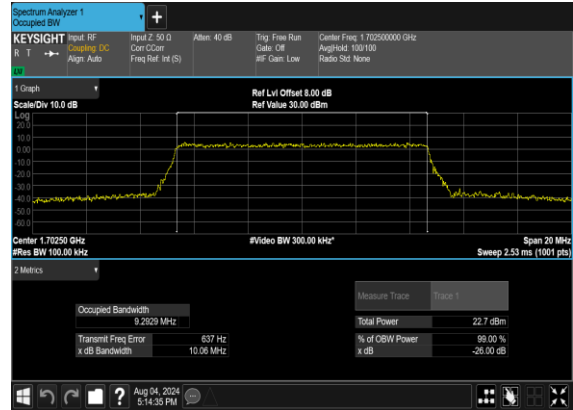 Spectrum Analyzer 1
Occupied BW
KEYSIGHT
R T
LXI
Input: RF
Coupling: DC
Align: Auto
Input Z: 50 Ω
Corr CCorr
Freq Ref: Int (S)
Atten: 40 dB
Trig: Free Run
Gate: Off
#IF Gain: Low
Center Freq: 1.702500000 GHz
Avg|Hold: 100/100
Radio Std: None
1 Graph
Scale/Div 10.0 dB
Ref Lvl Offset 8.00 dB
Ref Value 30.00 dBm
Log
20.0
10.0
0.00
-10.0
-20.0
-30.0
-40.0
-50.0
-60.0
Center 1.70250 GHz
#Video BW 300.00 kHz*
Span 20 MHz
#Res BW 100.00 kHz
Sweep 2.53 ms (1001 pts)
2 Metrics
Measure Trace
Trace 1
Occupied Bandwidth
9.2929 MHz
Total Power
22.7 dBm
Transmit Freq Error
637 Hz
% of OBW Power
99.00 %
x dB Bandwidth
10.06 MHz
x dB
-26.00 dB
?
Aug 04, 2024
5:14:35 PM